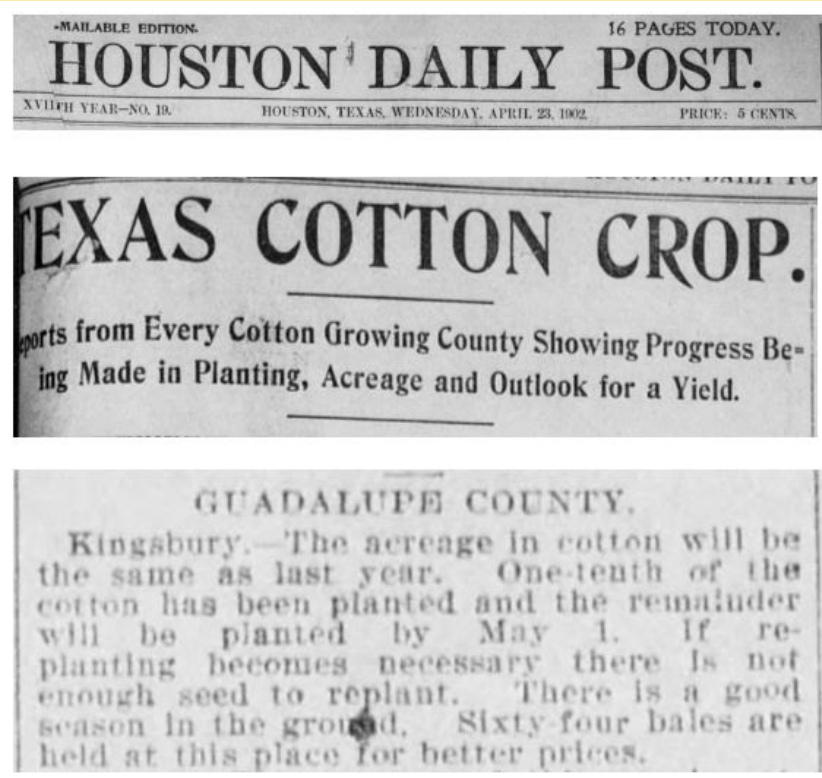 -MAILABLE EDITION.
16 PAGES TODAY.
HOUSTON DAILY POST.
XVIITH YEAR—NO. 19.
HOUSTON, TEXAS, WEDNESDAY, APRIL 23, 1902.
PRICE: 5 CENTS.
TEXAS COTTON CROP.
ports from Every Cotton Growing County Showing Progress Be-
ing Made in Planting, Acreage and Outlook for a Yield.
GUADALUPE COUNTY.
Kingsbury.—The acreage in cotton will be
the same as last year. One-tenth of the
cotton has been planted and the remainder
will be planted by May 1. If re-
planting becomes necessary there is not
enough seed to replant. There is a good
season in the ground. Sixty-four bales are
held at this place for better prices.